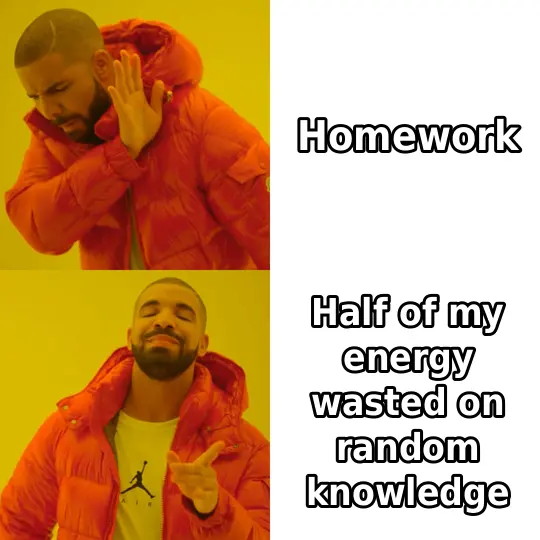 Homework
Half of my
energy
wasted on
random
knowledge